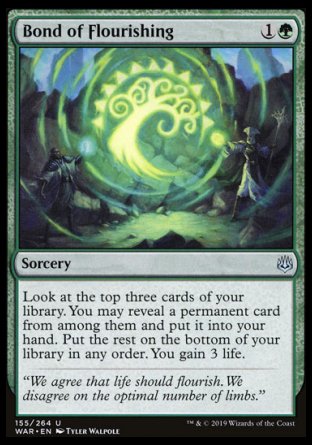 Bond of Flourishing 1
Sorcery
Look at the top three cards of your
library. You may reveal a permanent card
from among them and put it into your
hand. Put the rest on the bottom of your
library in any order. You gain 3 life.
“We agree that life should flourish. We
disagree on the optimal number of limbs.”
155/264 U
WAR • EN Tyler Walpole
™ & © 2019 Wizards of the Coast